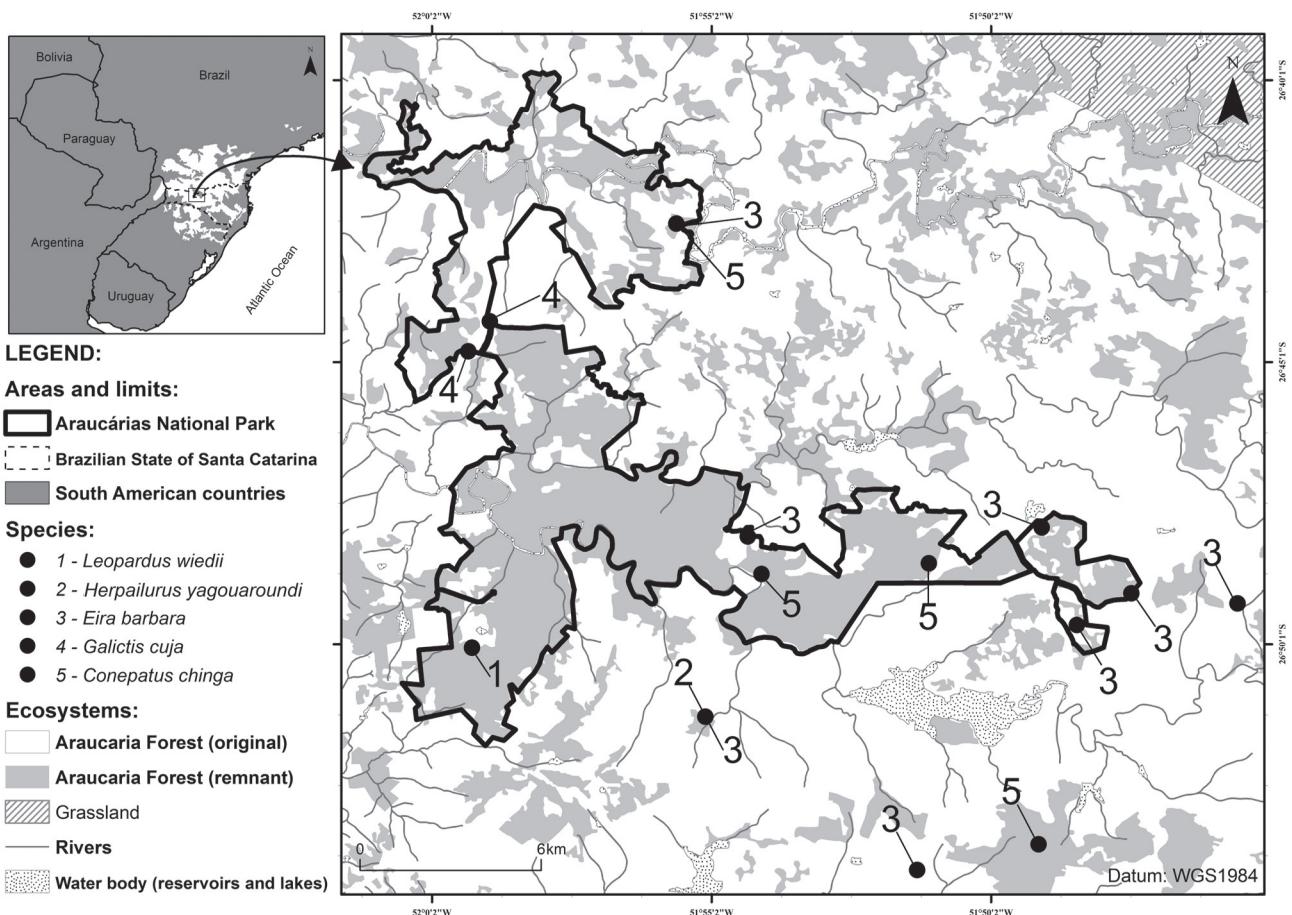 Bolivia
Brazil
N
Paraguay
Argentina
Uruguay
Atlantic Ocean
LEGEND:
Areas and limits:
Araucárias National Park
Brazilian State of Santa Catarina
South American countries
Species:
1 - Leopardus wiedii
2 - Herpailurus yagouaroundi
3 - Eira barbara
4 - Galictis cuja
5 - Conepatus chinga
Ecosystems:
Araucaria Forest (original)
Araucaria Forest (remnant)
Grassland
Rivers
Water body (reservoirs and lakes)
52°0'2"W 51°55'2"W 51°50'2"W
N
26°40'1"S
3
5
4
4
26°45'1"S
3
3
3
5
5
3
3
26°50'1"S
1
2
3
5
3
0 6km
Datum: WGS1984
52°0'2"W 51°55'2"W 51°50'2"W